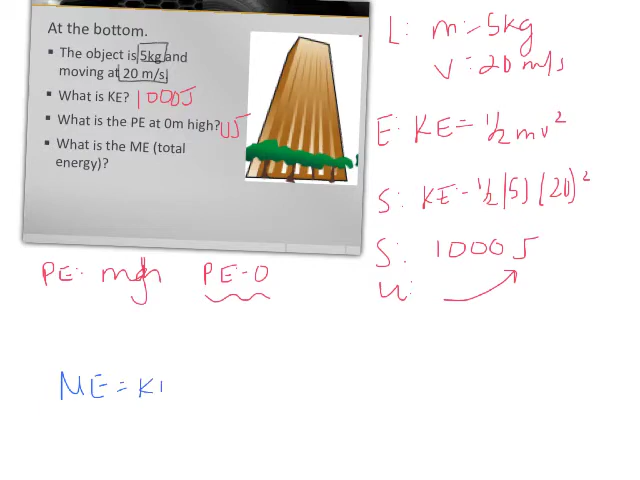 At the bottom.
The object is 5kg and
moving at 20 m/s.
What is KE? 1000J
What is the PE at 0m high?
What is the ME (total
energy)?
L: m = 5kg
V = 20 m/s
E: KE = 1/2 mv²
S: KE = 1/2 (5) (20)²
S: 1000 J
U:
PE = mgh PE = 0
ME = K